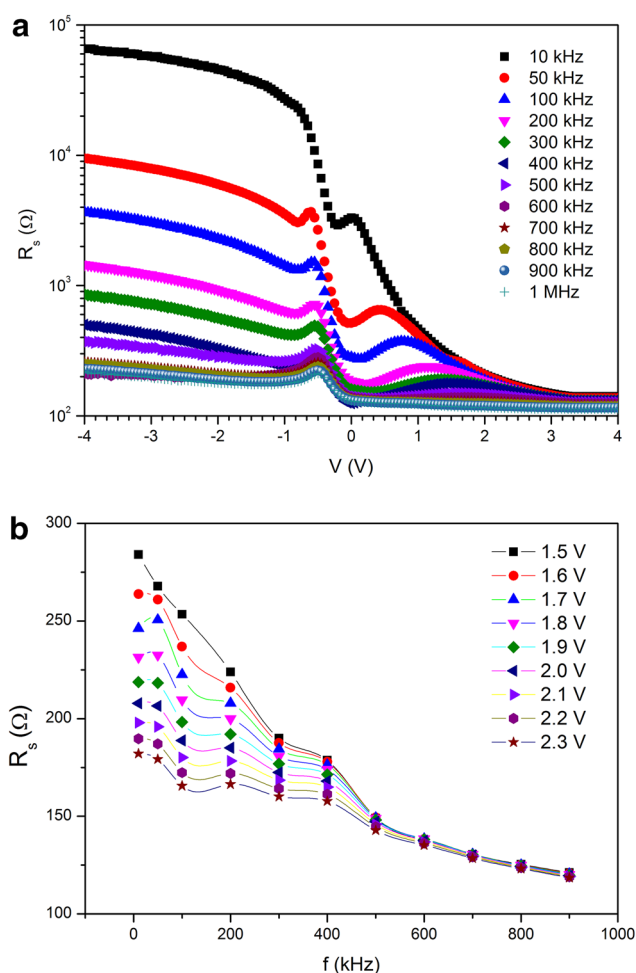 a
10⁵
10⁴
10³
10²
Rₛ (Ω)
10 kHz
50 kHz
100 kHz
200 kHz
300 kHz
400 kHz
500 kHz
600 kHz
700 kHz
800 kHz
900 kHz
1 MHz
-4 -3 -2 -1 0 1 2 3 4
V (V)
b
300
250
200
150
100
Rₛ (Ω)
1.5 V
1.6 V
1.7 V
1.8 V
1.9 V
2.0 V
2.1 V
2.2 V
2.3 V
0 200 400 600 800 1000
f (kHz)